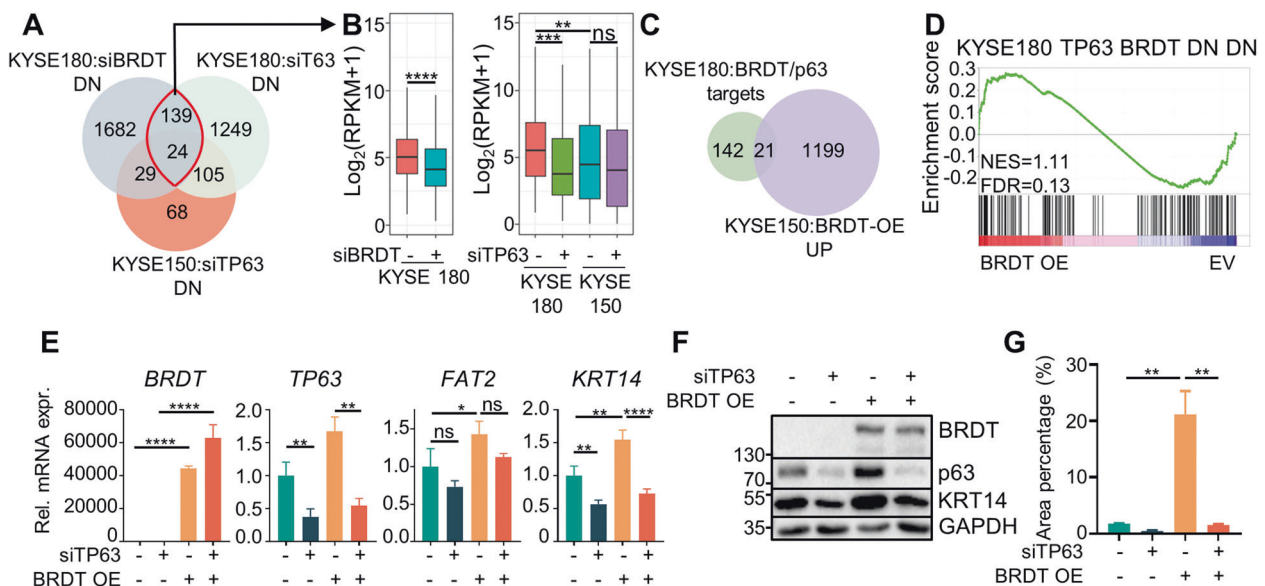 A
KYSE180:siBRDT
DN
KYSE180:siT63
DN
1682
139
1249
24
29
105
68
KYSE150:siTP63
DN
B
Log2(RPKM+1)
15
10
5
0
****
siBRDT - +
KYSE 180
Log2(RPKM+1)
15
10
5
0
**
***
ns
siTP63 - + - +
KYSE
180
KYSE
150
C
KYSE180:BRDT/p63
targets
142 21 1199
KYSE150:BRDT-OE
UP
D
KYSE180 TP63 BRDT DN DN
Enrichment score
0.3
0.2
0.1
0.0
-0.1
-0.2
NES=1.11
FDR=0.13
BRDT OE EV
E
Rel. mRNA expr.
BRDT
80000
60000
40000
20000
0
****
****
TP63
2.0
1.5
1.0
0.5
0.0
**
**
FAT2
1.5
1.0
0.5
0.0
*
ns
ns
KRT14
2.0
1.5
1.0
0.5
0.0
**
****
**
siTP63 - + - + - + - + - + - + - + - +
BRDT OE - - + + - - + + - - + + - - + +
F
siTP63 - + - +
BRDT OE - - + +
BRDT
130
p63
70
55
KRT14
35
GAPDH
G
Area percentage (%)
30
20
10
0
**
**
siTP63 - + - +
BRDT OE - - + +